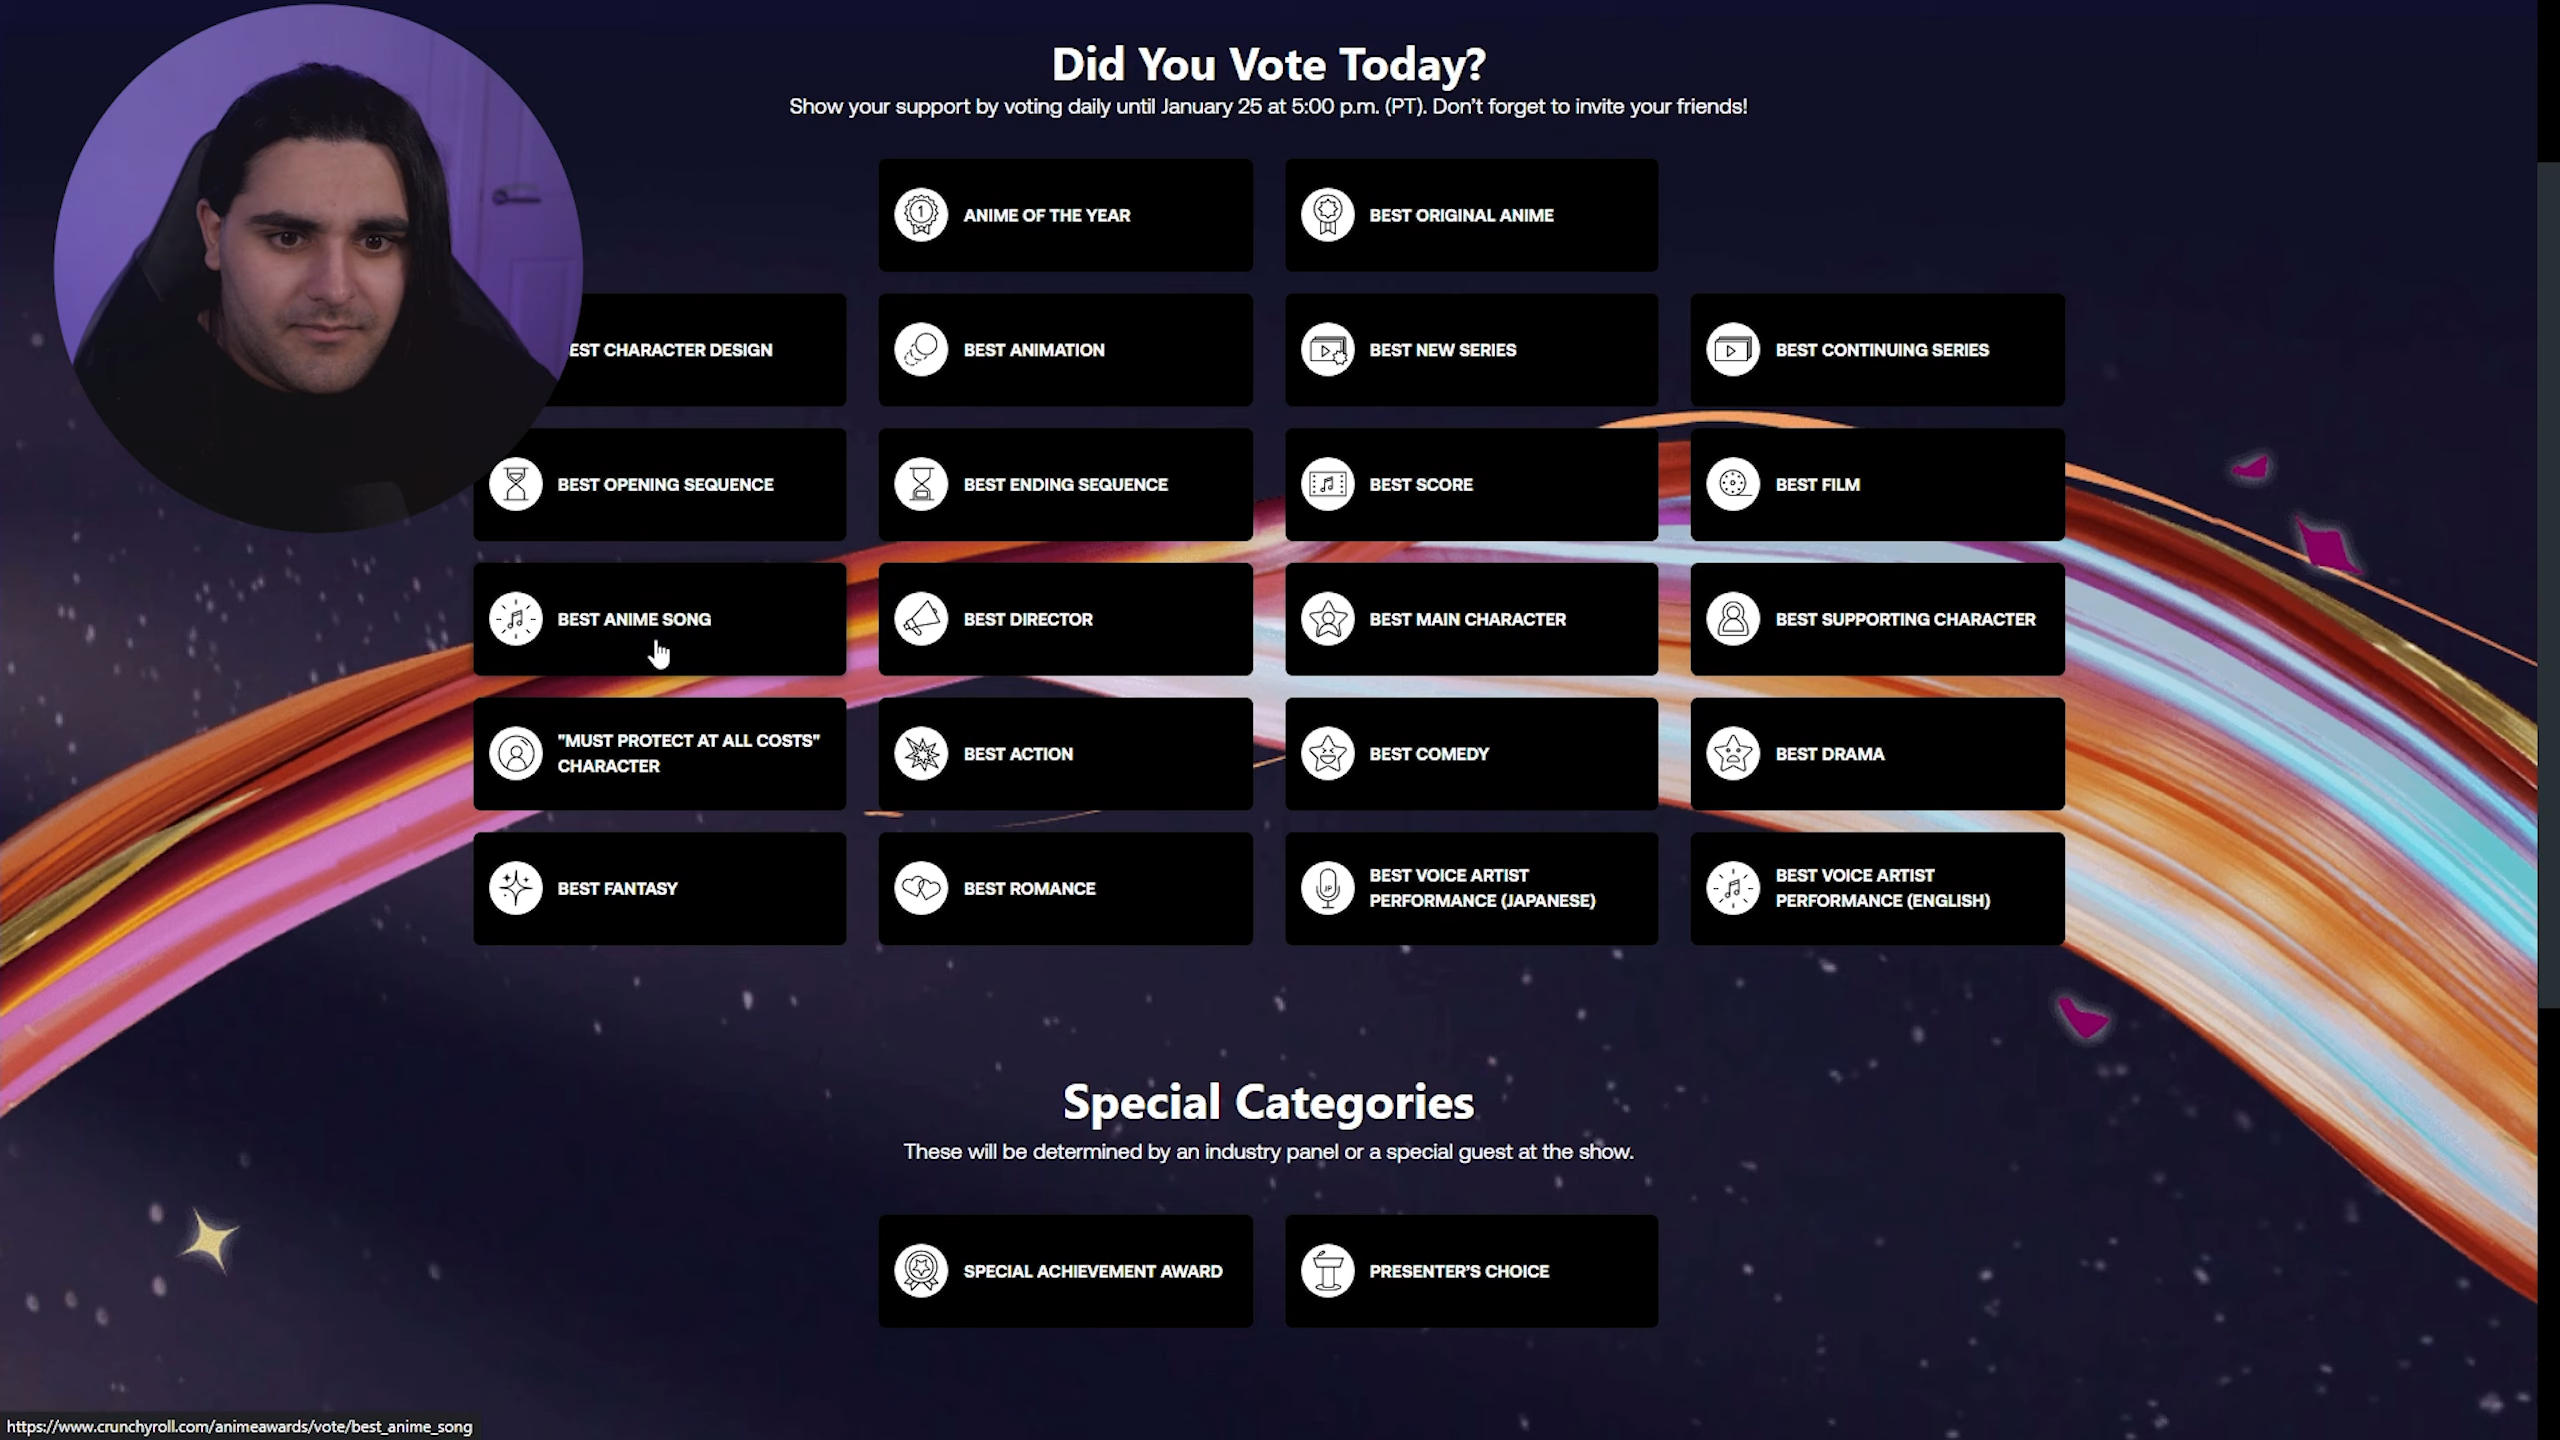 Did You Vote Today?
Show your support by voting daily until January 25 at 5:00 p.m. (PT). Don't forget to invite your friends!
ANIME OF THE YEAR
BEST ORIGINAL ANIME
EST CHARACTER DESIGN
BEST ANIMATION
BEST NEW SERIES
BEST CONTINUING SERIES
BEST OPENING SEQUENCE
BEST ENDING SEQUENCE
BEST SCORE
BEST FILM
BEST ANIME SONG
BEST DIRECTOR
BEST MAIN CHARACTER
BEST SUPPORTING CHARACTER
"MUST PROTECT AT ALL COSTS"
CHARACTER
BEST ACTION
BEST COMEDY
BEST DRAMA
BEST FANTASY
BEST ROMANCE
BEST VOICE ARTIST
PERFORMANCE (JAPANESE)
BEST VOICE ARTIST
PERFORMANCE (ENGLISH)
Special Categories
These will be determined by an industry panel or a special guest at the show.
SPECIAL ACHIEVEMENT AWARD
PRESENTER'S CHOICE
https://www.crunchyroll.com/animeawards/vote/best_anime_song